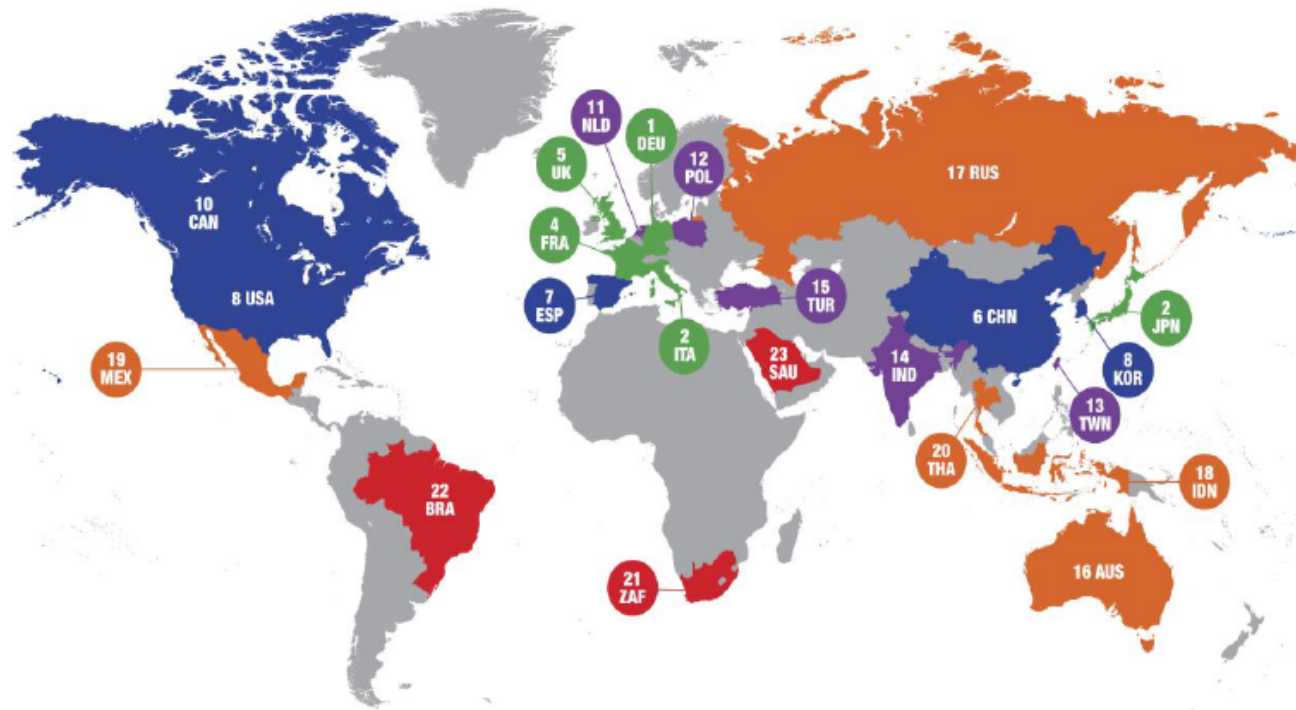 11
NLD
1
DEU
5
UK
12
POL
17 RUS
10
CAN
4
FRA
8 USA
7
ESP
15
TUR
6 CHN
2
JPN
2
ITA
19
MEX
23
SAU
14
IND
8
KOR
13
TWN
20
THA
18
IDN
22
BRA
16 AUS
21
ZAF